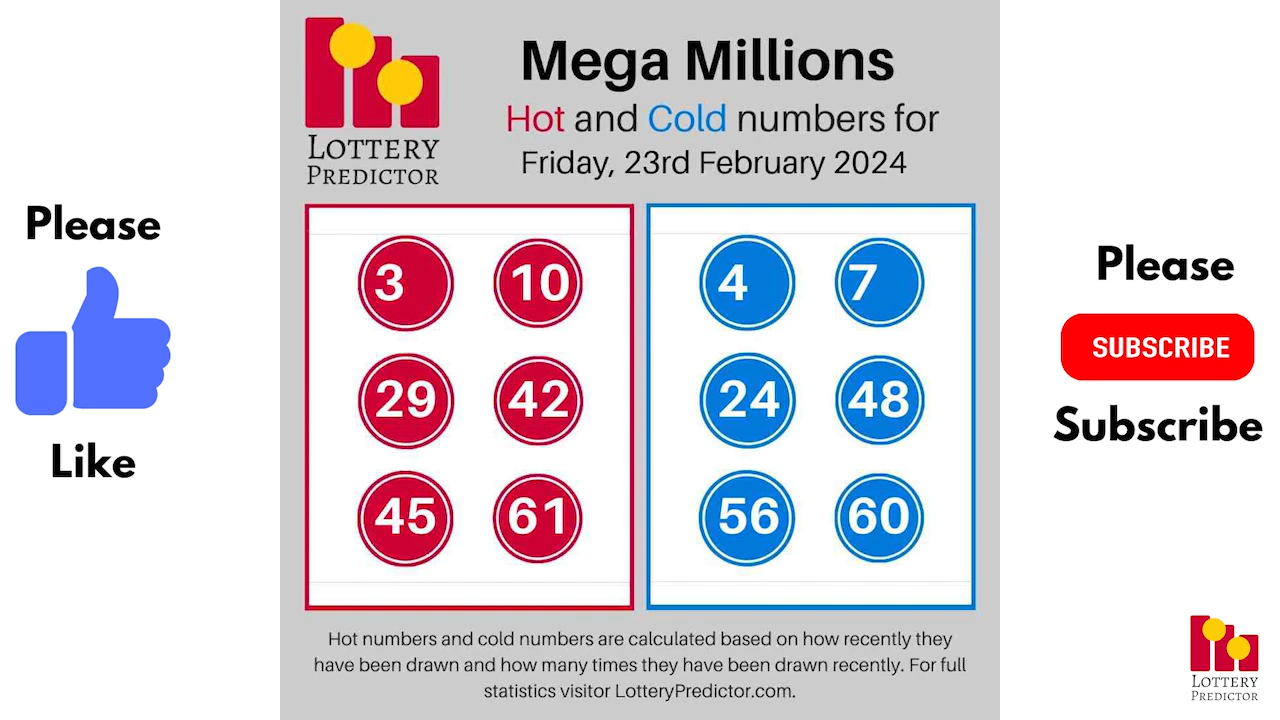 Please
Like
LOTTERY
PREDICTOR
Mega Millions
Hot and Cold numbers for
Friday, 23rd February 2024
3 10
29 42
45 61
4 7
24 48
56 60
Hot numbers and cold numbers are calculated based on how recently they
have been drawn and how many times they have been drawn recently. For full
statistics visitor LotteryPredictor.com.
Please
SUBSCRIBE
Subscribe
LOTTERY
PREDICTOR